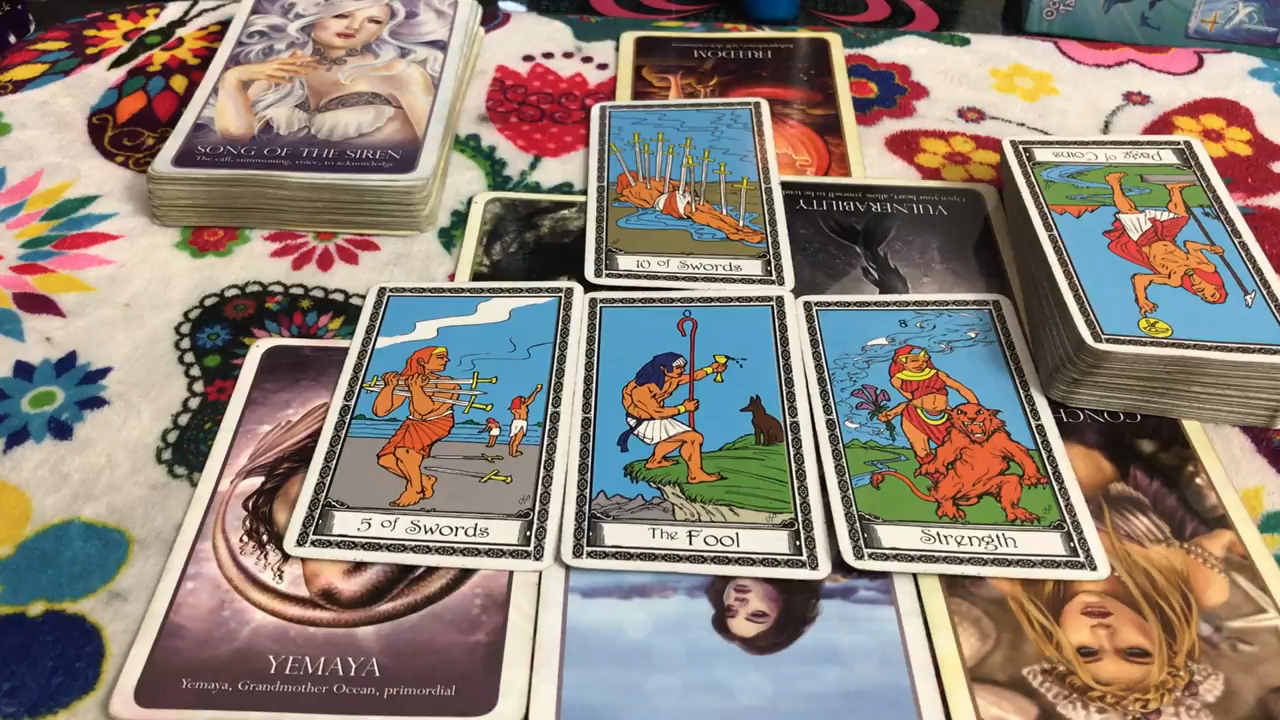 SONG OF THE SIREN
The call, summoning, voice, to acknowledge
FREEDOM
10 of Swords
VULNERABILITY
Open your heart, allow yourself to be
Page of Coins
5 of Swords
The Fool
8
Strength
YEMAYA
Yemaya, Grandmother Ocean, primordial